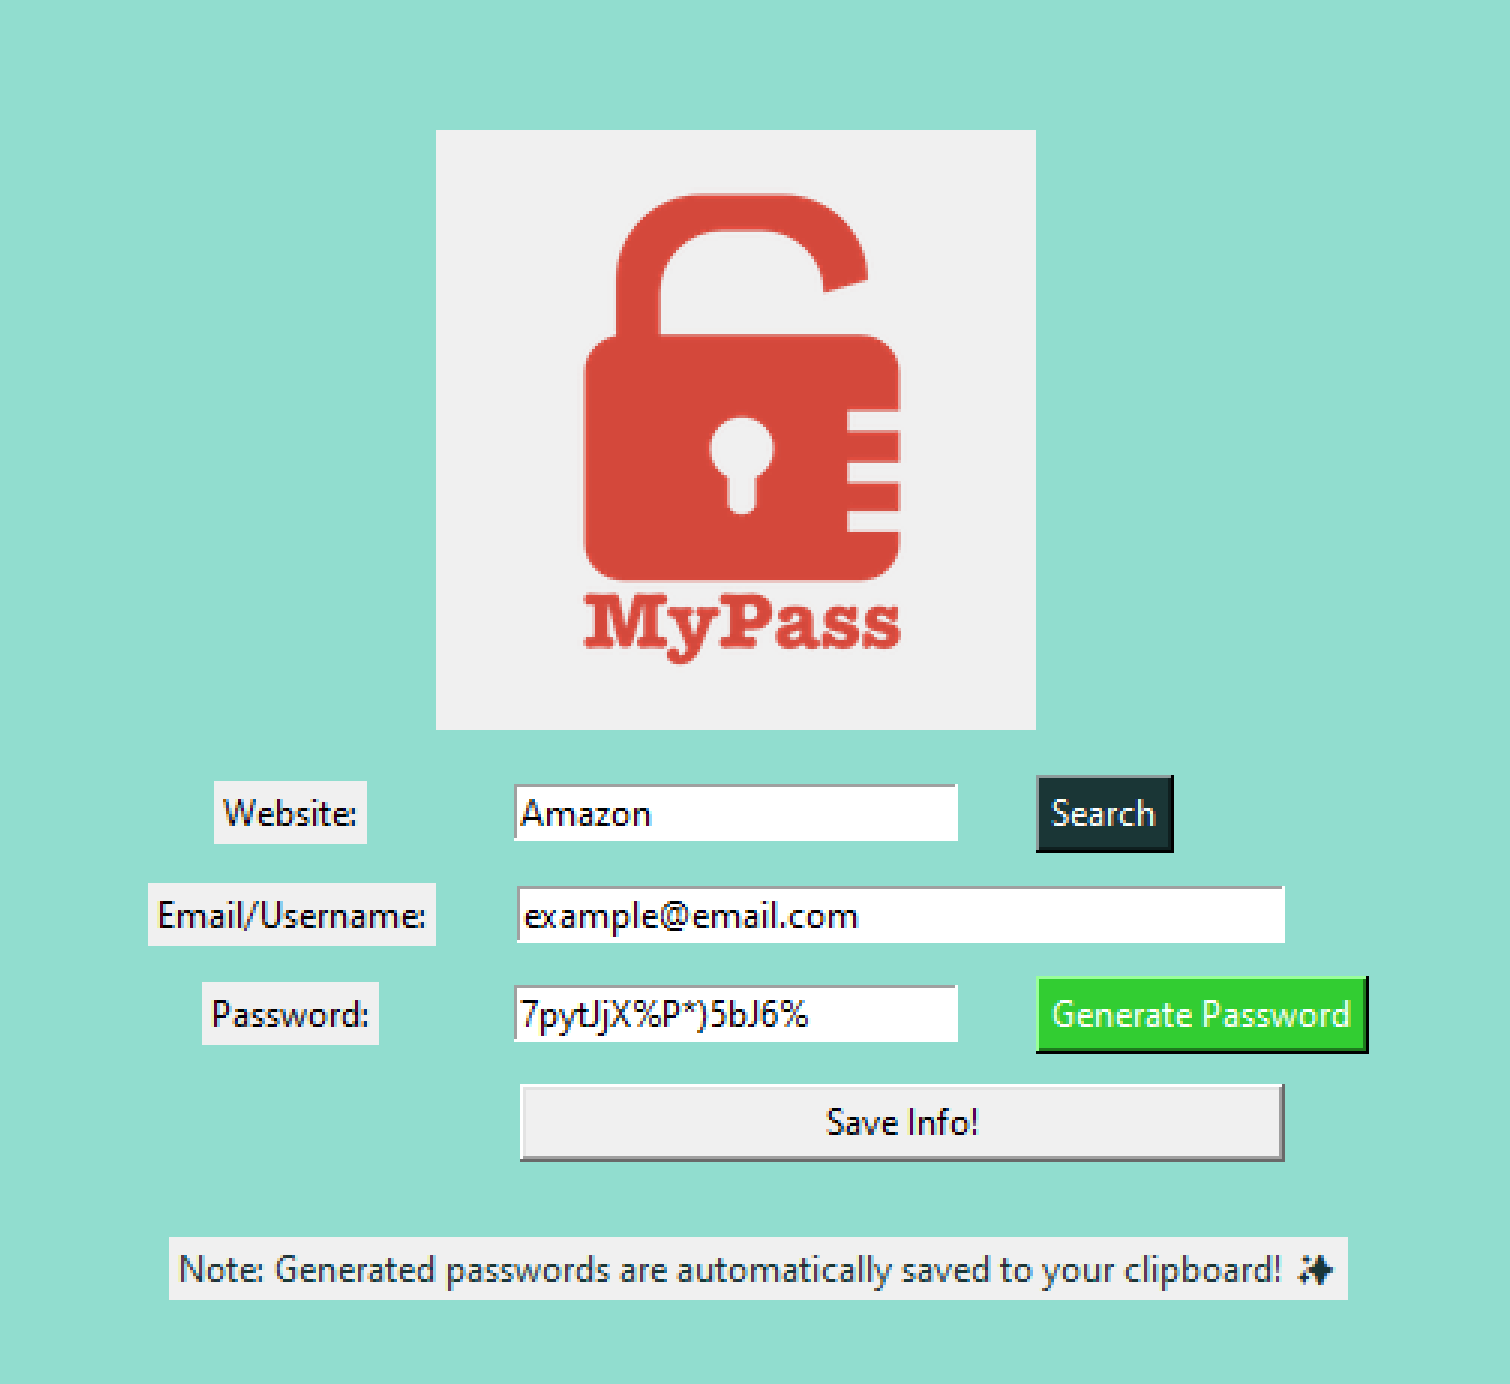 MyPass
Website: Amazon Search
Email/Username: example@email.com
Password: 7pytJjX%P*)5bJ6% Generate Password
Save Info!
Note: Generated passwords are automatically saved to your clipboard! ✨